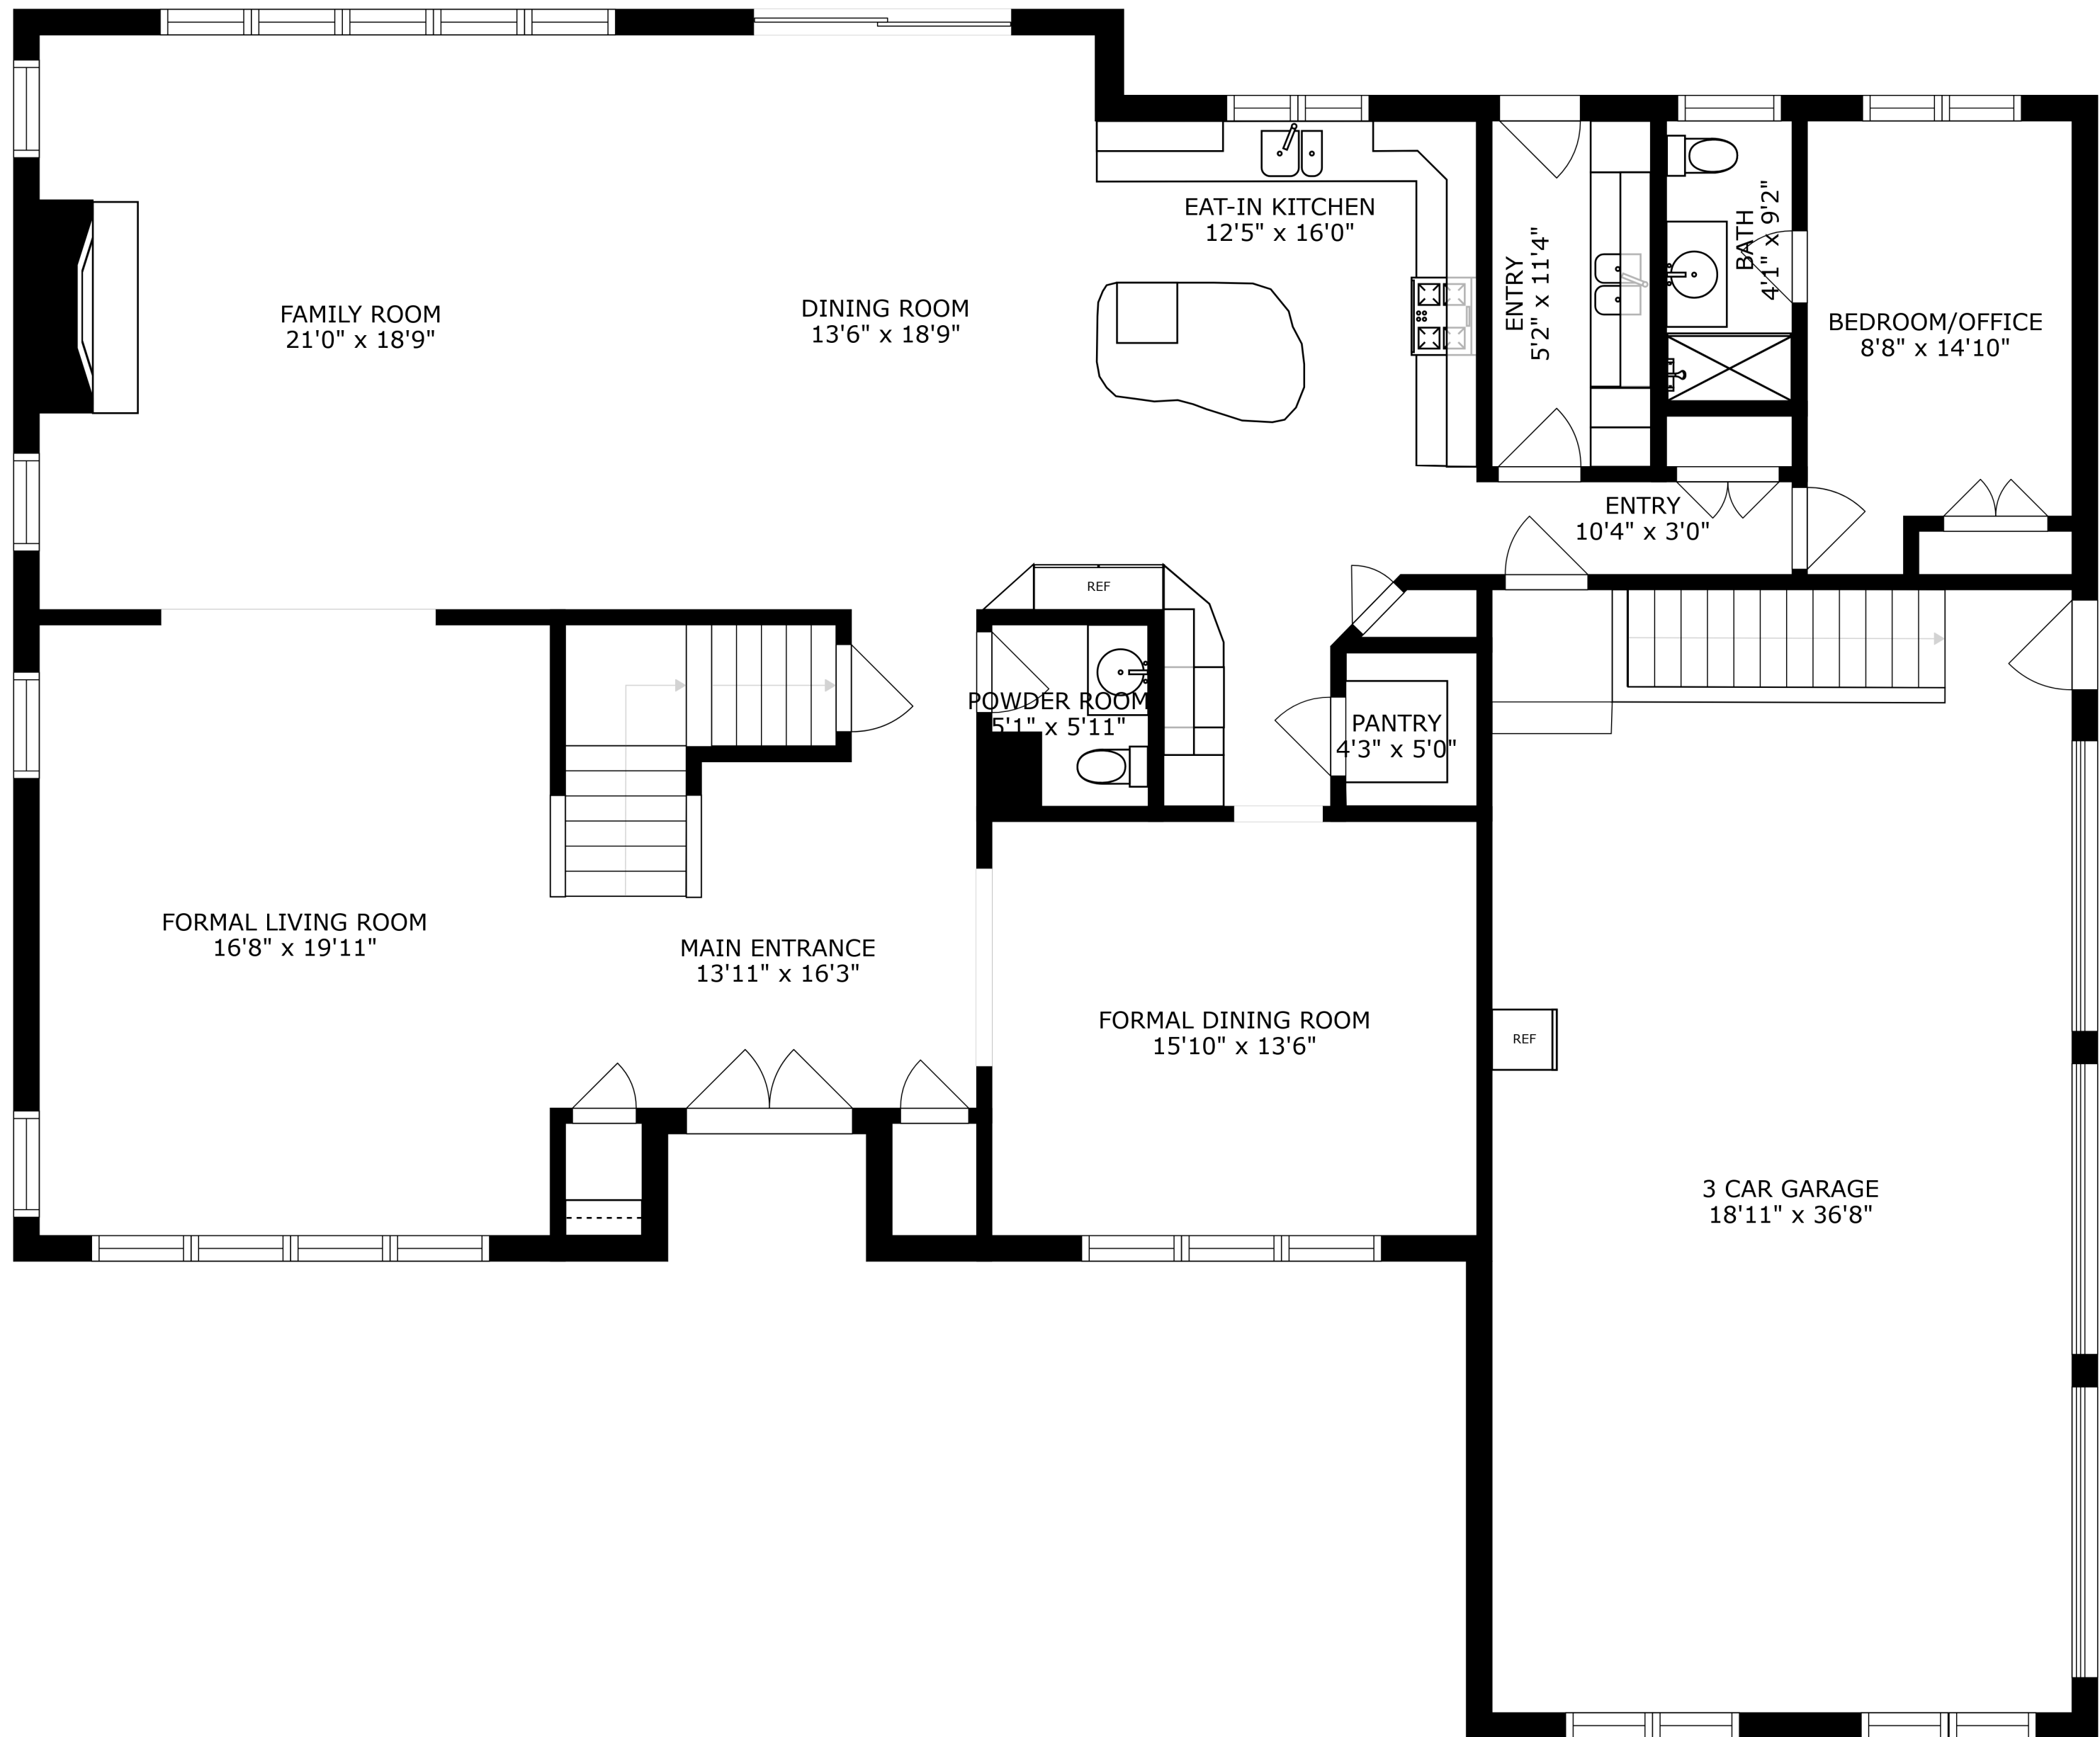 EAT-IN KITCHEN
12'5" x 16'0"
BATH
4'1" x 9'2"
ENTRY
5'2" x 11'4"
FAMILY ROOM
21'0" x 18'9"
DINING ROOM
13'6" x 18'9"
BEDROOM/OFFICE
8'8" x 14'10"
ENTRY
10'4" x 3'0"
REF
POWDER ROOM
5'1" x 5'11"
PANTRY
4'3" x 5'0"
FORMAL LIVING ROOM
16'8" x 19'11"
MAIN ENTRANCE
13'11" x 16'3"
FORMAL DINING ROOM
15'10" x 13'6"
REF
3 CAR GARAGE
18'11" x 36'8"